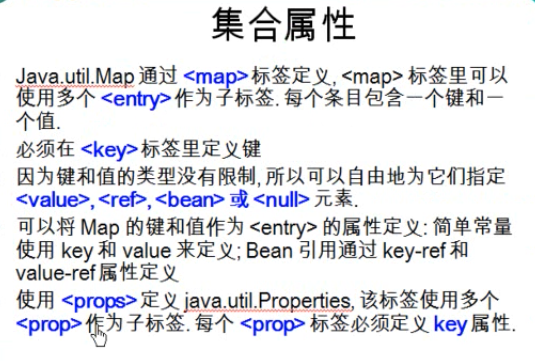 集合属性
Java.util.Map 通过 <map> 标签定义, <map> 标签里可以
使用多个 <entry> 作为子标签. 每个条目包含一个键和一
个值.
必须在 <key> 标签里定义键
因为键和值的类型没有限制, 所以可以自由地为它们指定
<value>, <ref>, <bean> 或 <null> 元素.
可以将 Map 的键和值作为 <entry> 的属性定义: 简单常量
使用 key 和 value 来定义; Bean 引用通过 key-ref 和
value-ref 属性定义
使用 <props> 定义 java.util.Properties, 该标签使用多个
<prop> 作为子标签. 每个 <prop> 标签必须定义 key 属性.